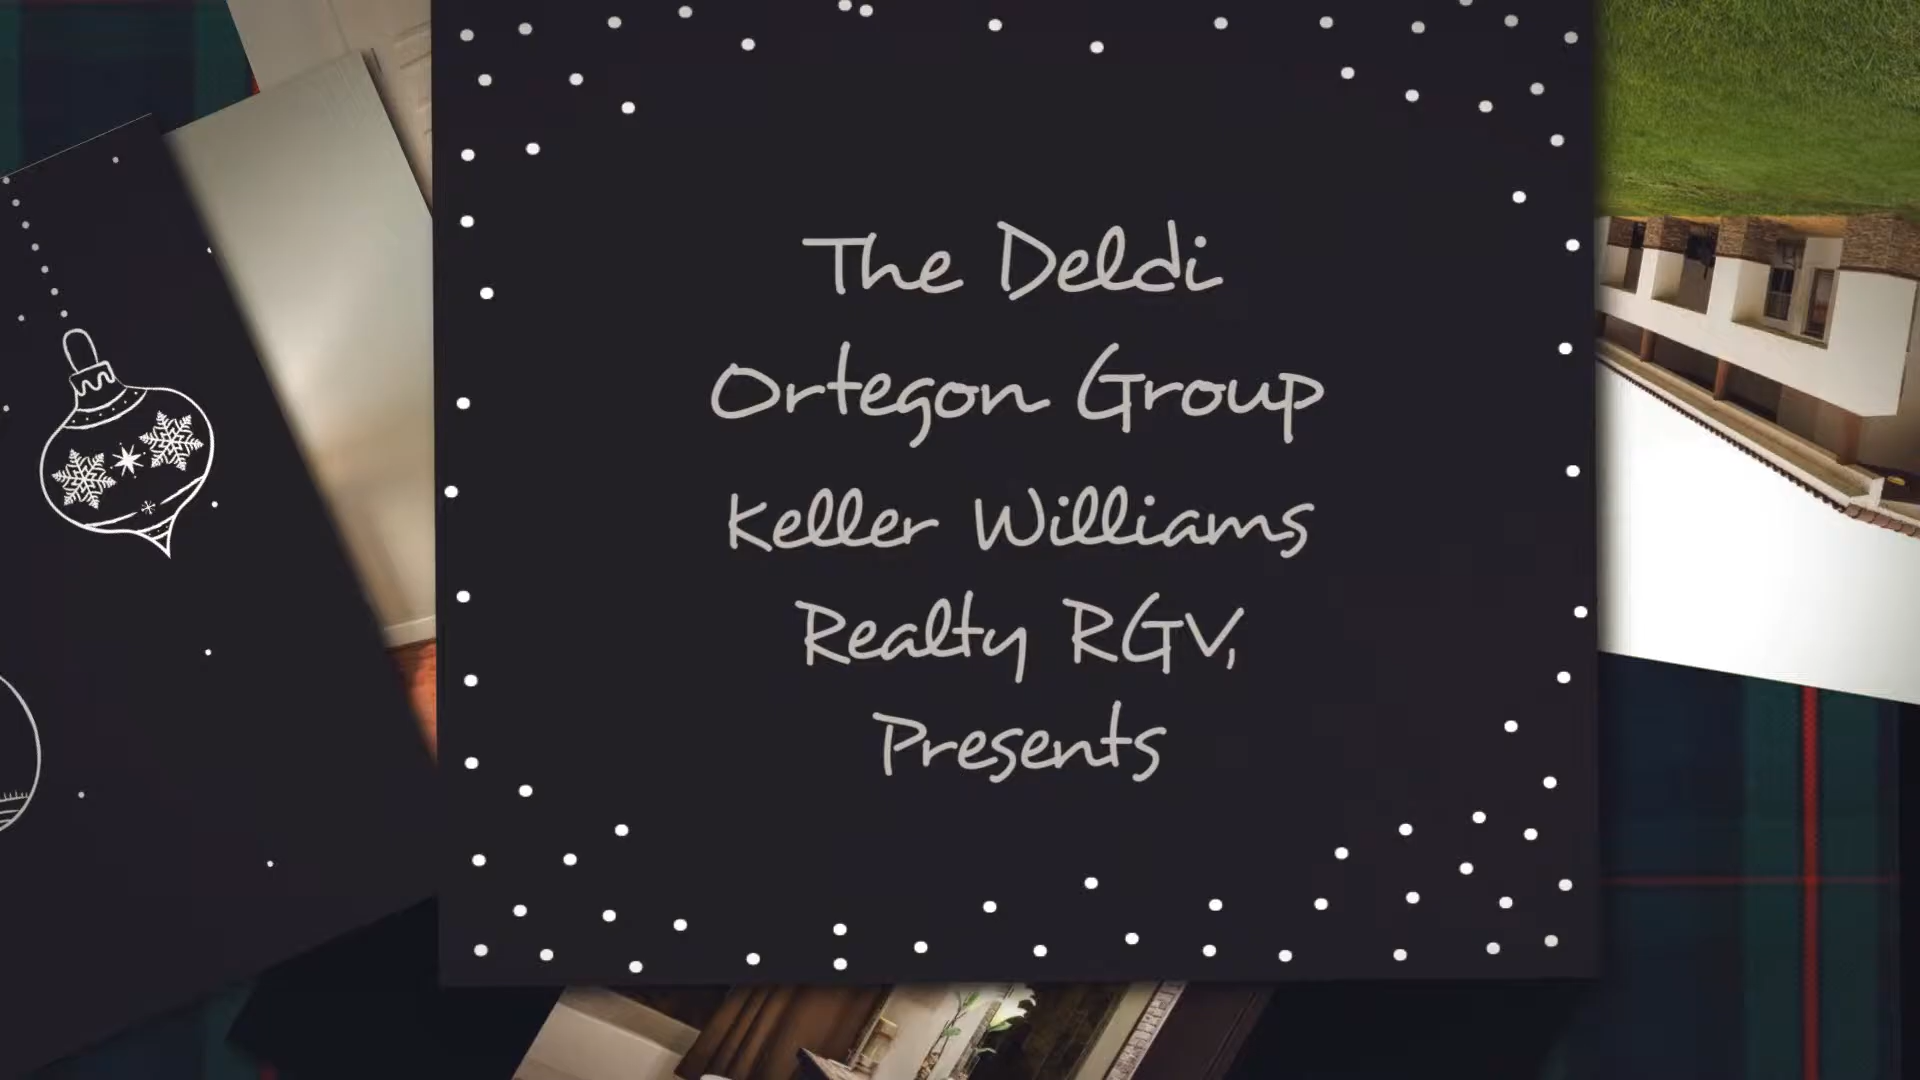 The Deldi
Ortegon Group
Keller Williams
Realty RGV,
Presents